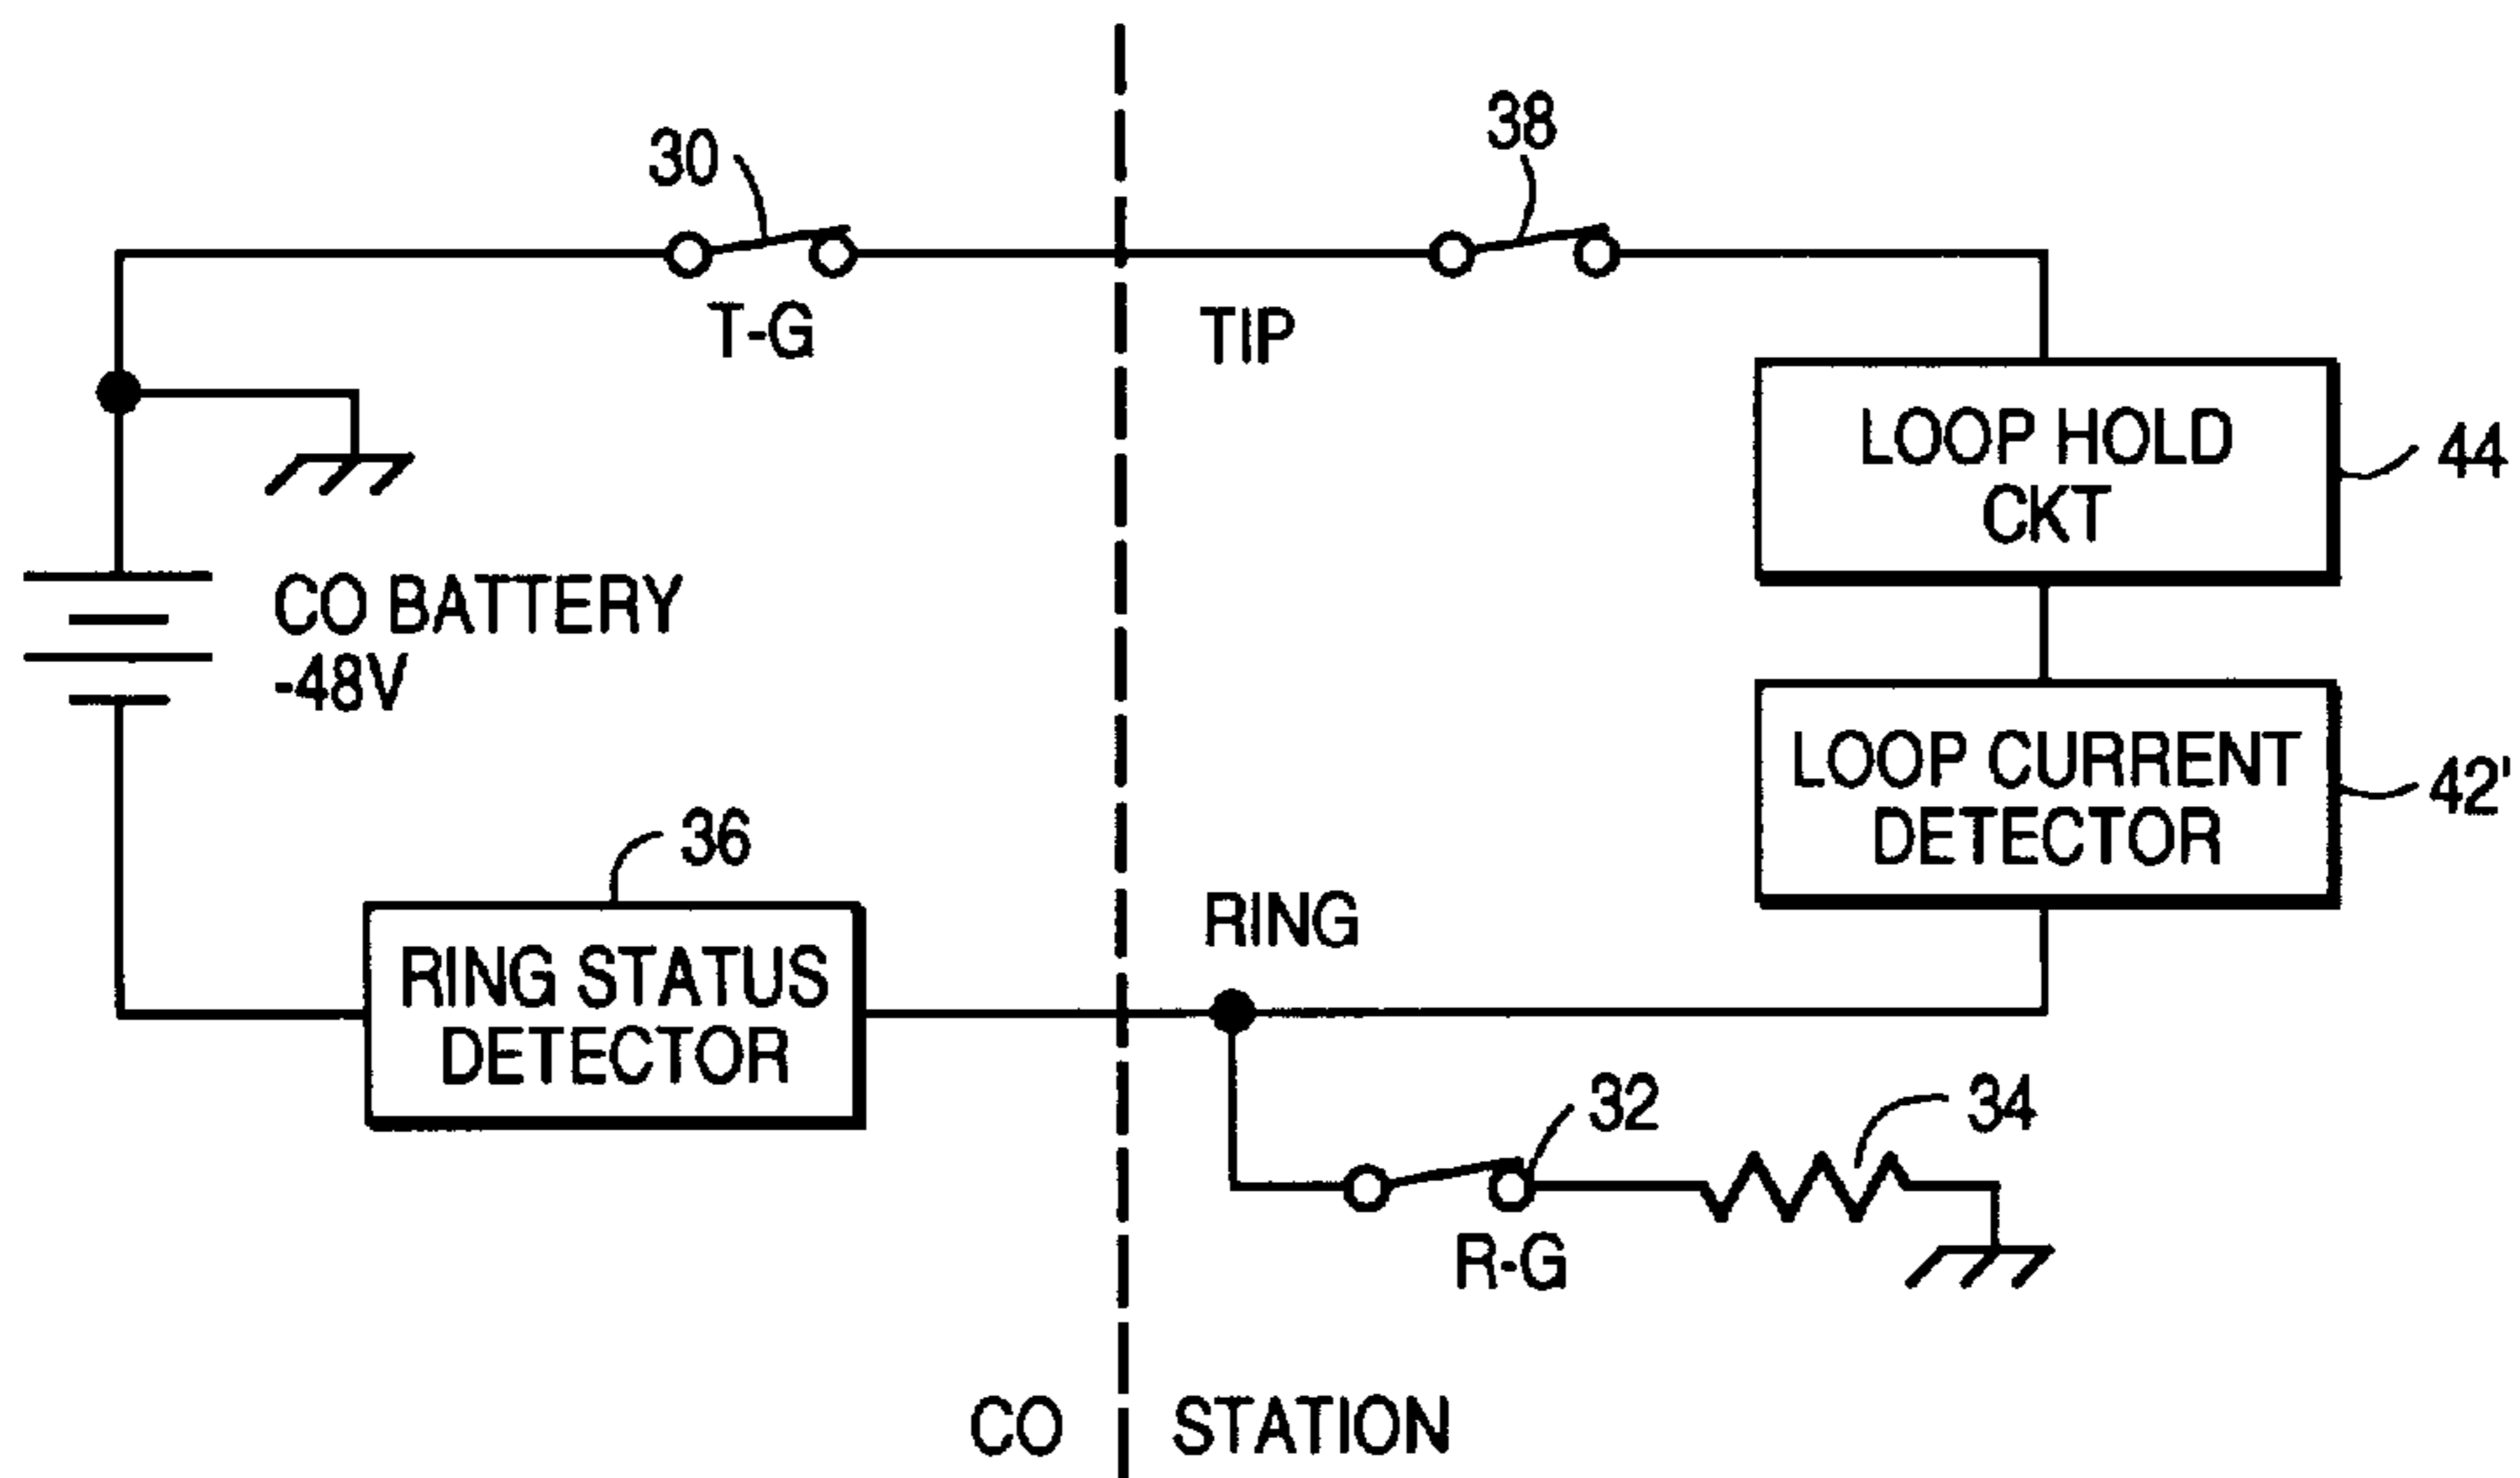 30
38
T-G
TIP
LOOP HOLD
CKT
44
CO BATTERY
-48V
LOOP CURRENT
DETECTOR
42'
36
RING
RING STATUS
DETECTOR
32
34
R-G
CO
STATION